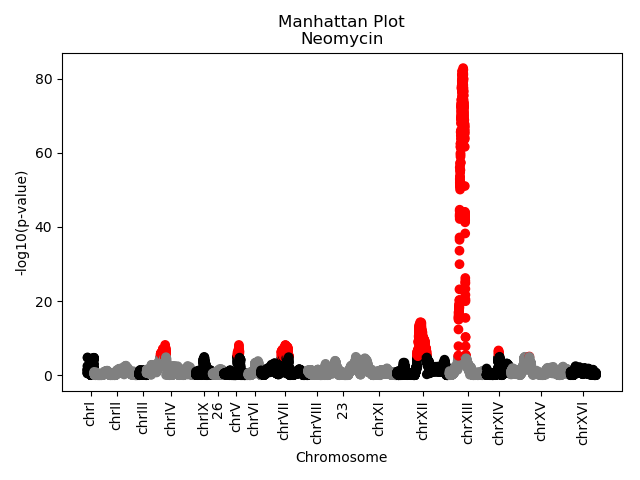 Manhattan Plot
Neomycin
-log10(p-value)
80
60
40
20
0
chrI
chrII
chrIII
chrIV
chrIX
26
chrV
chrVI
chrVII
chrVIII
23
chrXI
chrXII
chrXIII
chrXIV
chrXV
chrXVI
Chromosome